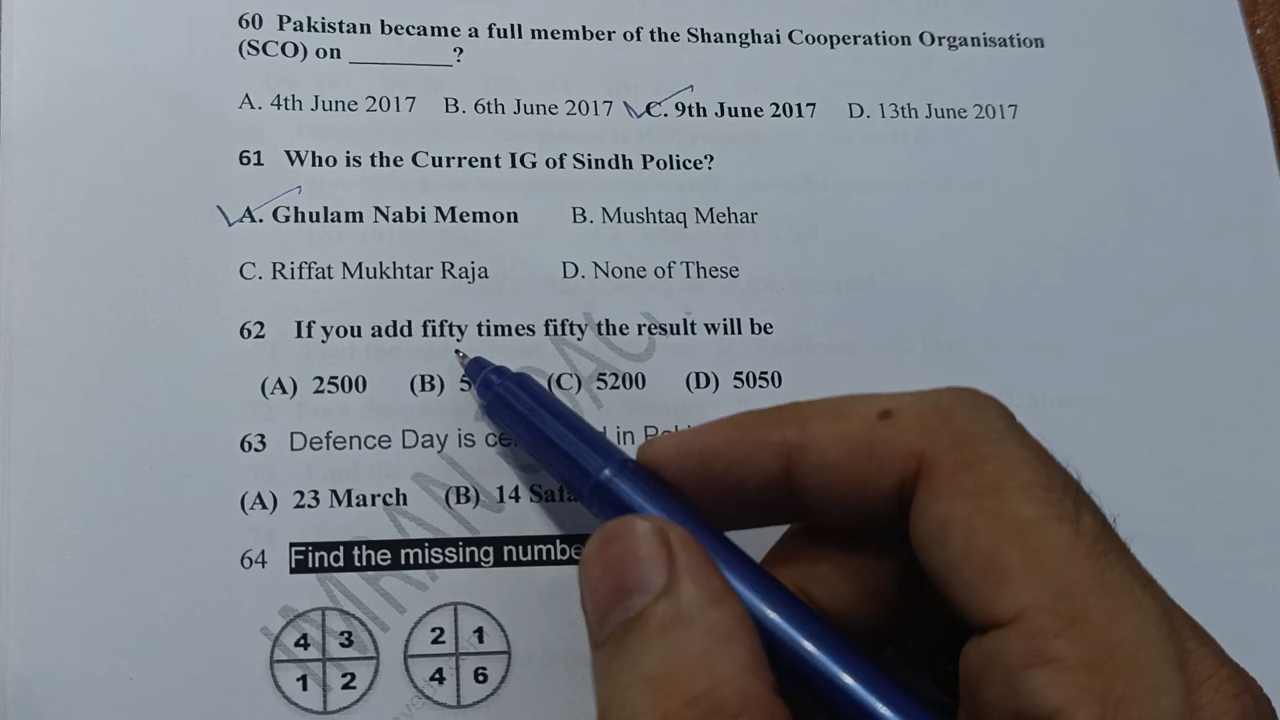 60 Pakistan became a full member of the Shanghai Cooperation Organisation
(SCO) on _________?
A. 4th June 2017 B. 6th June 2017 C. 9th June 2017 D. 13th June 2017
61 Who is the Current IG of Sindh Police?
A. Ghulam Nabi Memon B. Mushtaq Mehar
C. Riffat Mukhtar Raja D. None of These
62 If you add fifty times fifty the result will be
(A) 2500 (B) (C) 5200 (D) 5050
63 Defence Day is in
(A) 23 March (B) 14
64 Find the missing
4 3 2 1
1 2 4 6
IMRAN